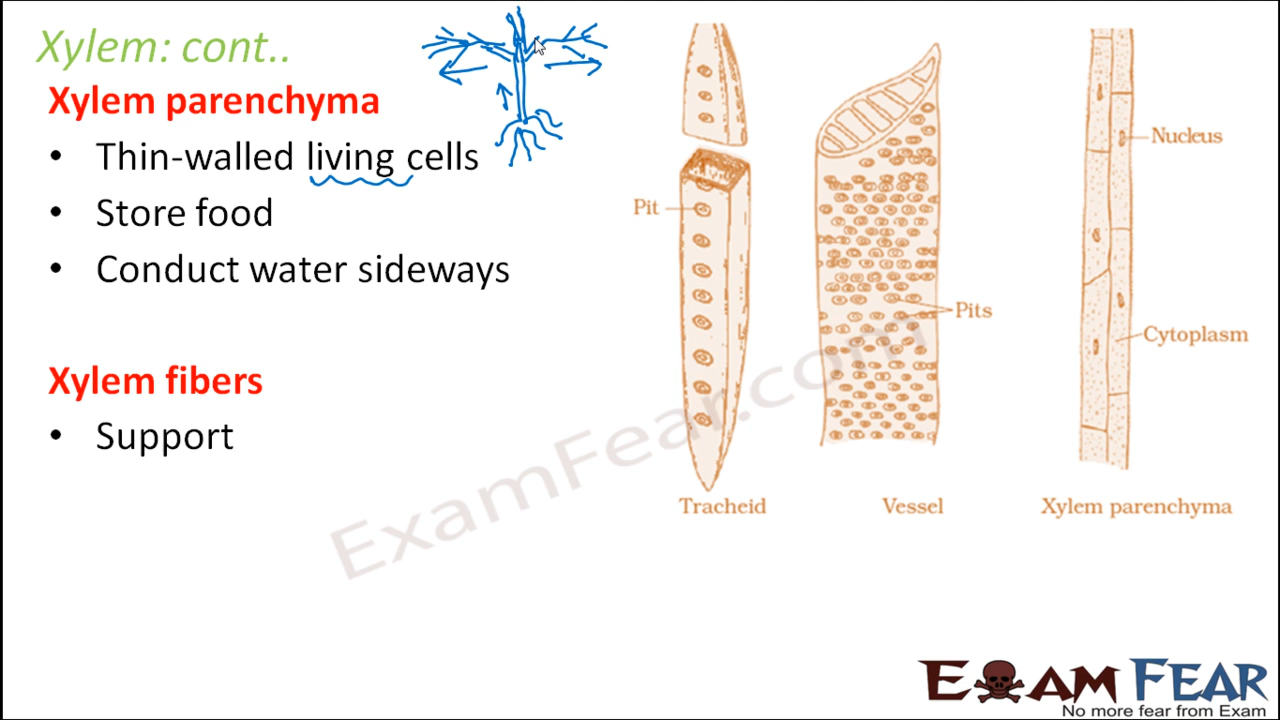 Xylem: cont..
Xylem parenchyma
• Thin-walled living cells
• Store food
• Conduct water sideways
Xylem fibers
• Support
Nucleus
Pit
Pits
Cytoplasm
Tracheid
Vessel
Xylem parenchyma
ExamFear.com
EXAM FEAR
No more fear from Exam